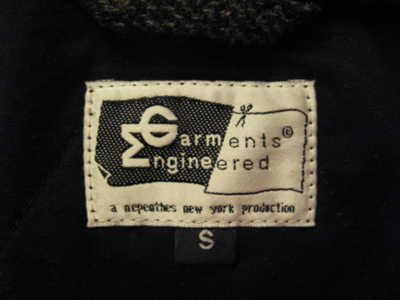 Garments®
Engineered
a nepenthes new york production
S